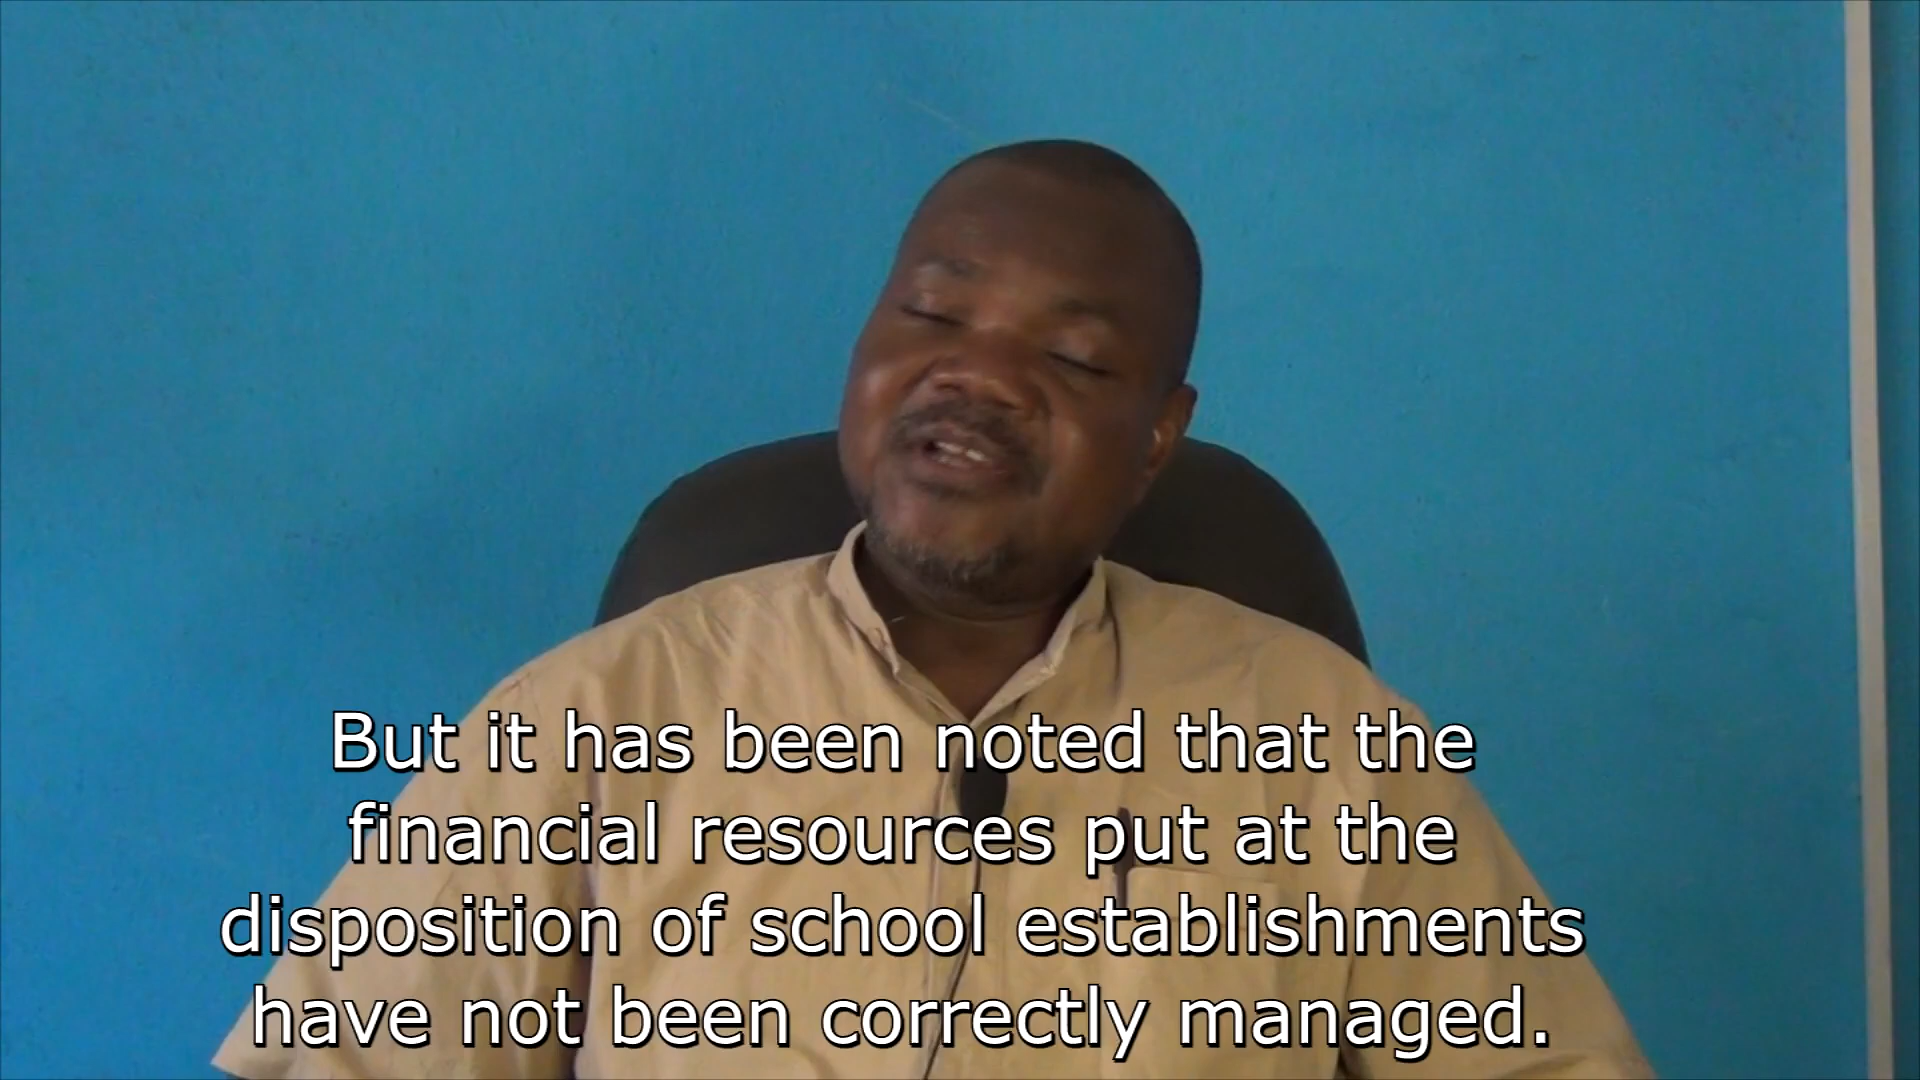 But it has been noted that the
financial resources put at the
disposition of school establishments
have not been correctly managed.